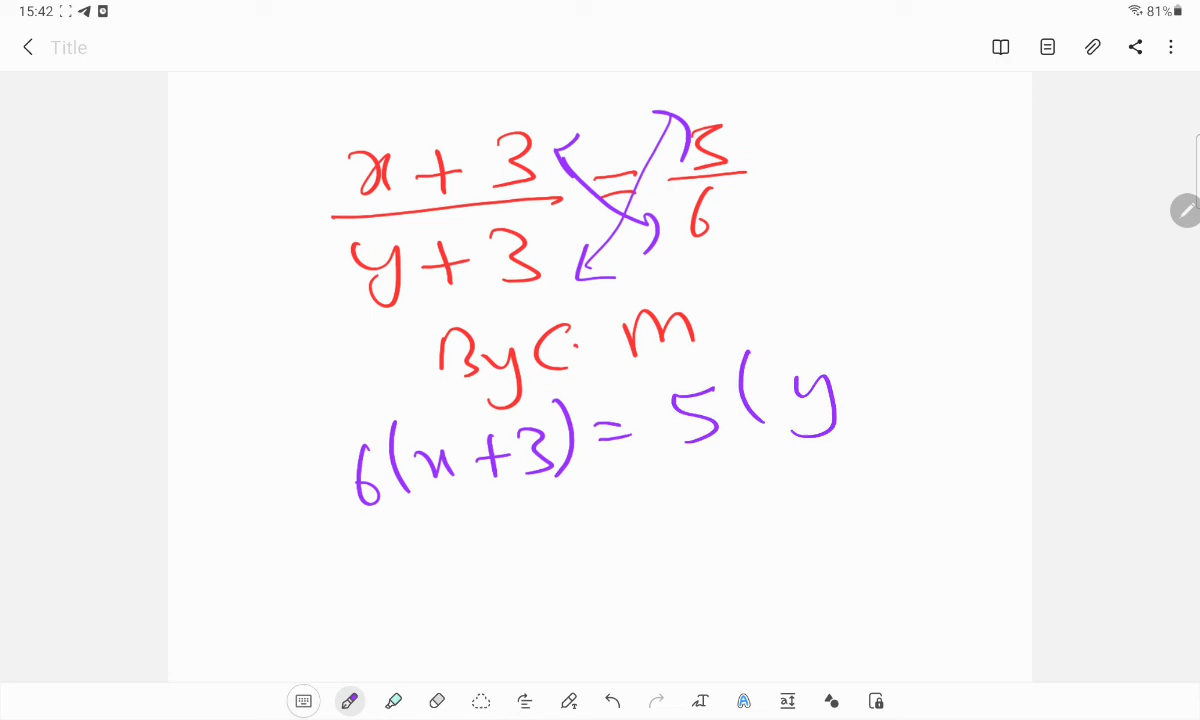 15:42 81%
Title
x + 3 = 5
y + 3 6
By C. M
6(x+3) = 5(y